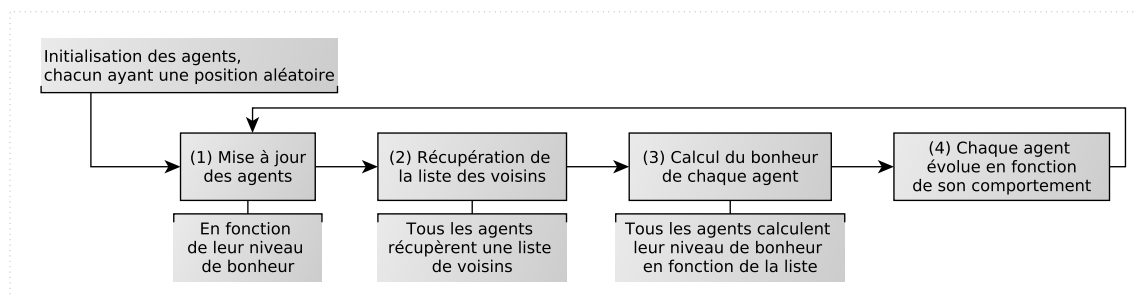 Initialisation des agents,
chacun ayant une position aléatoire
(1) Mise à jour
des agents
(2) Récupération de
la liste des voisins
(3) Calcul du bonheur
de chaque agent
(4) Chaque agent
évolue en fonction
de son comportement
En fonction
de leur niveau
de bonheur
Tous les agents
récupèrent une liste
de voisins
Tous les agents calculent
leur niveau de bonheur
en fonction de la liste